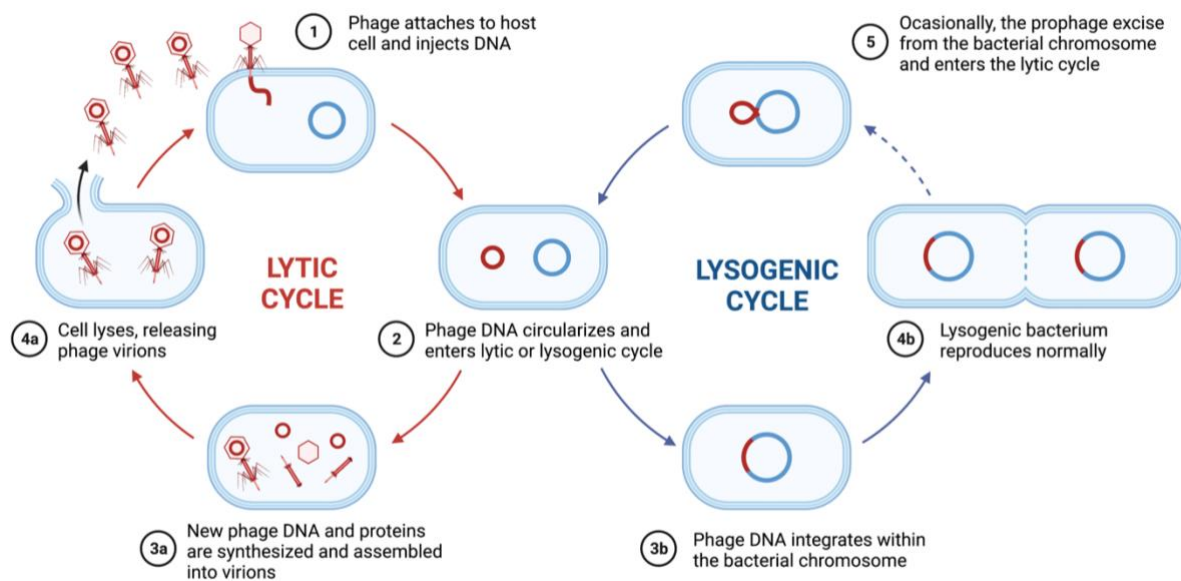 1
Phage attaches to host
cell and injects DNA
5
Ocasionally, the prophage excise
from the bacterial chromosome
and enters the lytic cycle
LYTIC
CYCLE
LYSOGENIC
CYCLE
4a
Cell lyses, releasing
phage virions
2
Phage DNA circularizes and
enters lytic or lysogenic cycle
4b
Lysogenic bacterium
reproduces normally
3a
New phage DNA and proteins
are synthesized and assembled
into virions
3b
Phage DNA integrates within
the bacterial chromosome